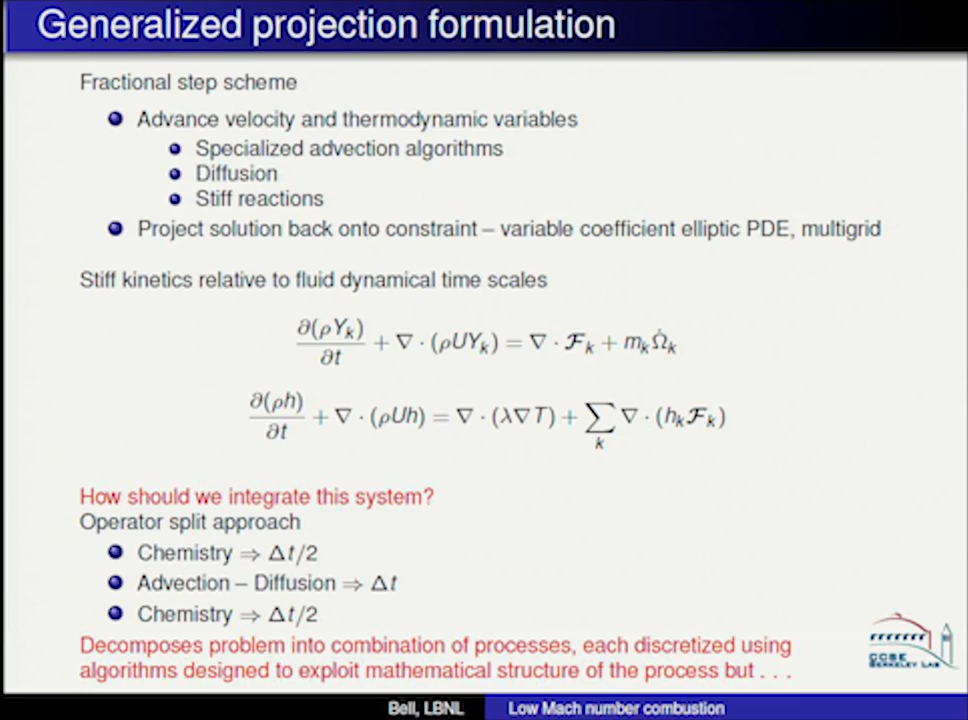 Generalized projection formulation
Fractional step scheme
Advance velocity and thermodynamic variables
Specialized advection algorithms
Diffusion
Stiff reactions
Project solution back onto constraint – variable coefficient elliptic PDE, multigrid
Stiff kinetics relative to fluid dynamical time scales
∂(ρY_k)/∂t + ∇ · (ρUY_k) = ∇ · 𝓕_k + m_k Ω̇_k
∂(ρh)/∂t + ∇ · (ρUh) = ∇ · (λ∇T) + ∑_k ∇ · (h_k 𝓕_k)
How should we integrate this system?
Operator split approach
Chemistry ⇒ Δt/2
Advection – Diffusion ⇒ Δt
Chemistry ⇒ Δt/2
Decomposes problem into combination of processes, each discretized using
algorithms designed to exploit mathematical structure of the process but . . .
CCSE
BERKELEY LAB
Bell, LBNL
Low Mach number combustion